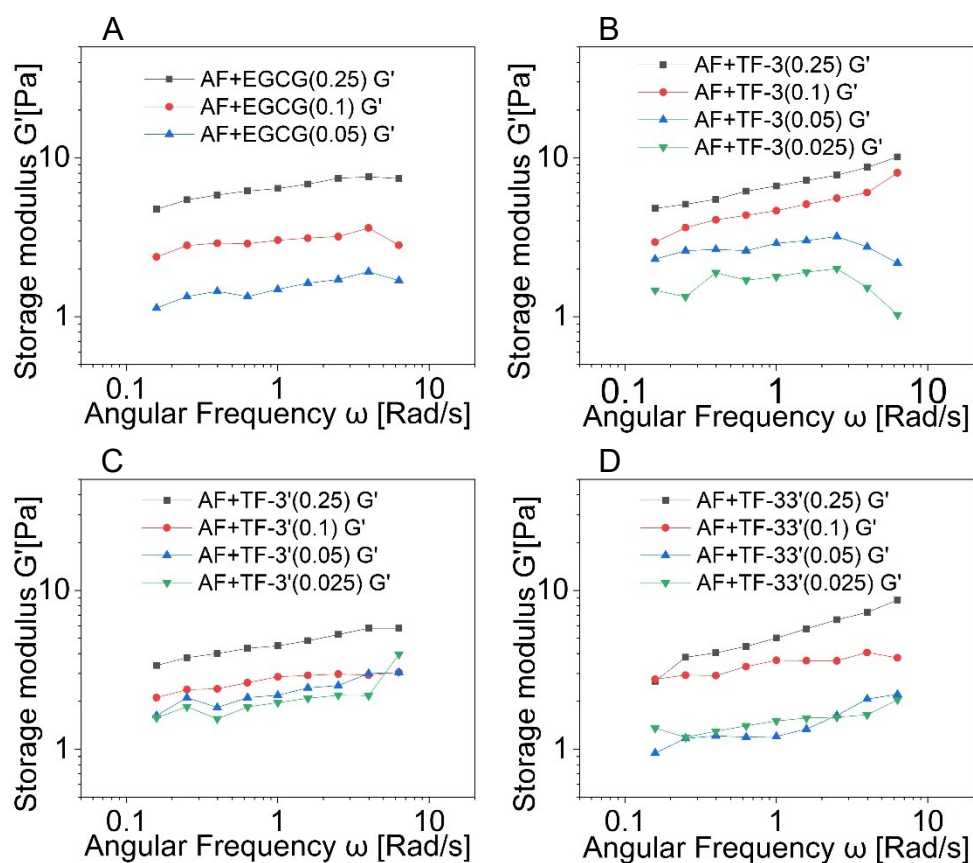 A
AF+EGCG(0.25) G'
AF+EGCG(0.1) G'
AF+EGCG(0.05) G'
Storage modulus G'[Pa]
10
1
0.1
1
10
Angular Frequency ω [Rad/s]
B
AF+TF-3(0.25) G'
AF+TF-3(0.1) G'
AF+TF-3(0.05) G'
AF+TF-3(0.025) G'
Storage modulus G'[Pa]
10
1
0.1
1
10
Angular Frequency ω [Rad/s]
C
AF+TF-3'(0.25) G'
AF+TF-3'(0.1) G'
AF+TF-3'(0.05) G'
AF+TF-3'(0.025) G'
Storage modulus G'[Pa]
10
1
0.1
1
10
Angular Frequency ω [Rad/s]
D
AF+TF-33'(0.25) G'
AF+TF-33'(0.1) G'
AF+TF-33'(0.05) G'
AF+TF-33'(0.025) G'
Storage modulus G'[Pa]
10
1
0.1
1
10
Angular Frequency ω [Rad/s]